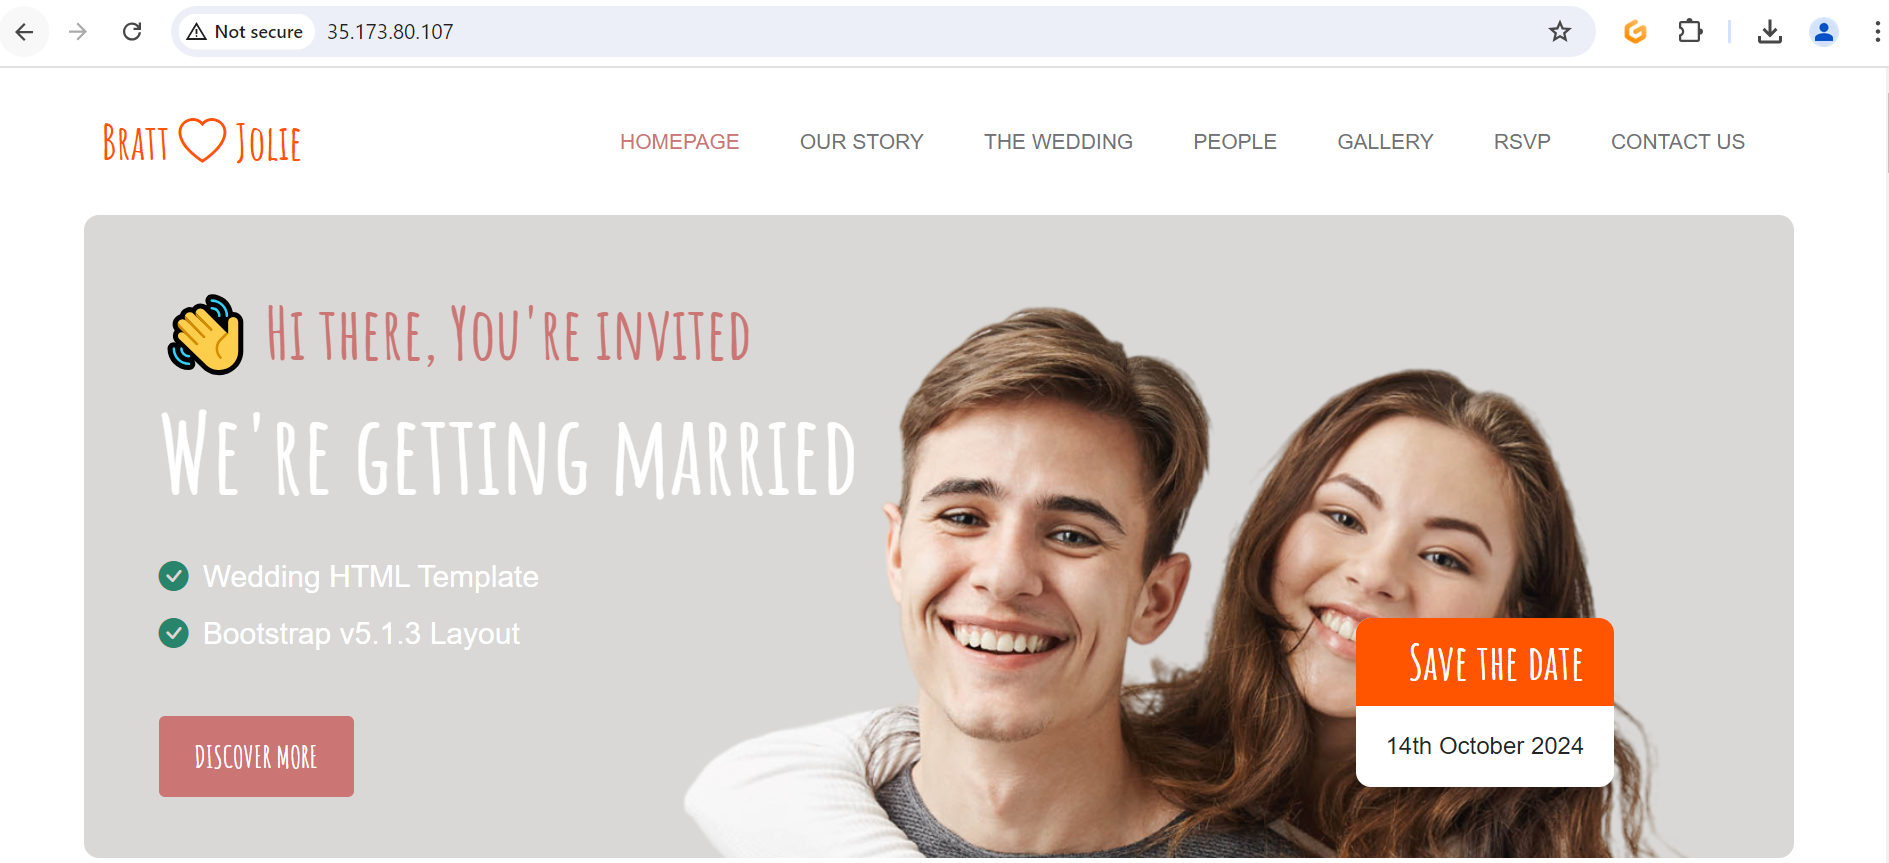 Not secure 35.173.80.107
Bratt Jolie
HOMEPAGE OUR STORY THE WEDDING PEOPLE GALLERY RSVP CONTACT US
Hi there, You're invited
We're getting married
Wedding HTML Template
Bootstrap v5.1.3 Layout
DISCOVER MORE
Save the date
14th October 2024